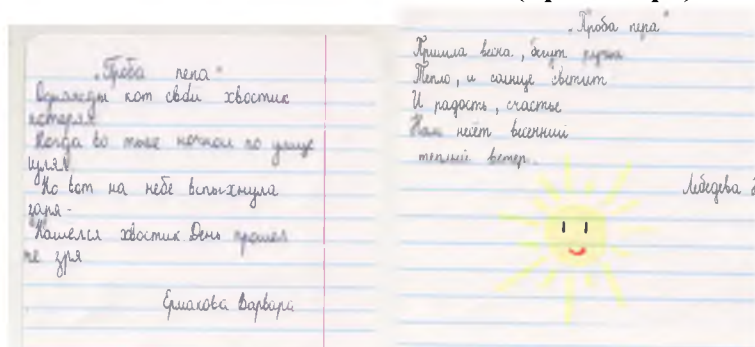 „Проба пера"
Однажды кот свой хвостик
потерял
Когда во тьме ночной по улице
гулял
Но вот на небе вспыхнула
заря -
Нашёлся хвостик День прошёл
не зря
Ермакова Варвара
„Проба пера"
Пришла весна, бегут ручьи
Тепло, и солнце светит
И радость, счастье
Нам несёт весенний
теплый ветер.
Лебедева